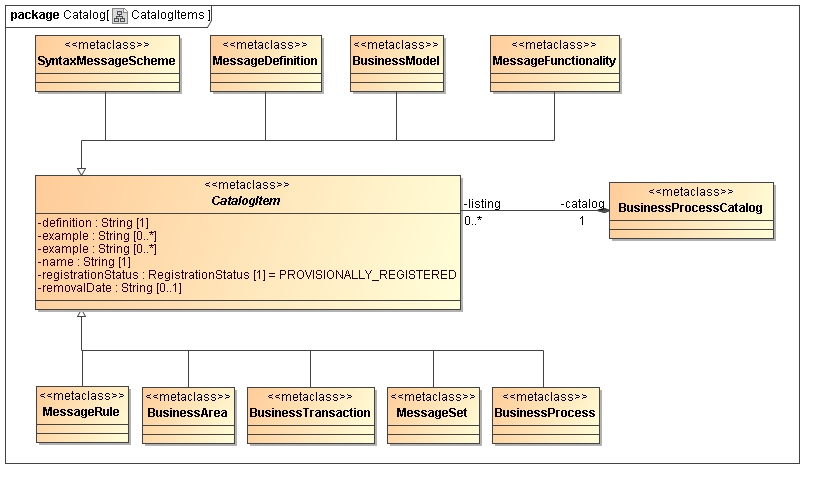 package Catalog[ CatalogItems ]
<<metaclass>>
SyntaxMessageScheme
<<metaclass>>
MessageDefinition
<<metaclass>>
BusinessModel
<<metaclass>>
MessageFunctionality
<<metaclass>>
CatalogItem
-definition : String [1]
-example : String [0..*]
-example : String [0..*]
-name : String [1]
-registrationStatus : RegistrationStatus [1] = PROVISIONALLY_REGISTERED
-removalDate : String [0..1]
-listing
0..*
-catalog
1
<<metaclass>>
BusinessProcessCatalog
<<metaclass>>
MessageRule
<<metaclass>>
BusinessArea
<<metaclass>>
BusinessTransaction
<<metaclass>>
MessageSet
<<metaclass>>
BusinessProcess